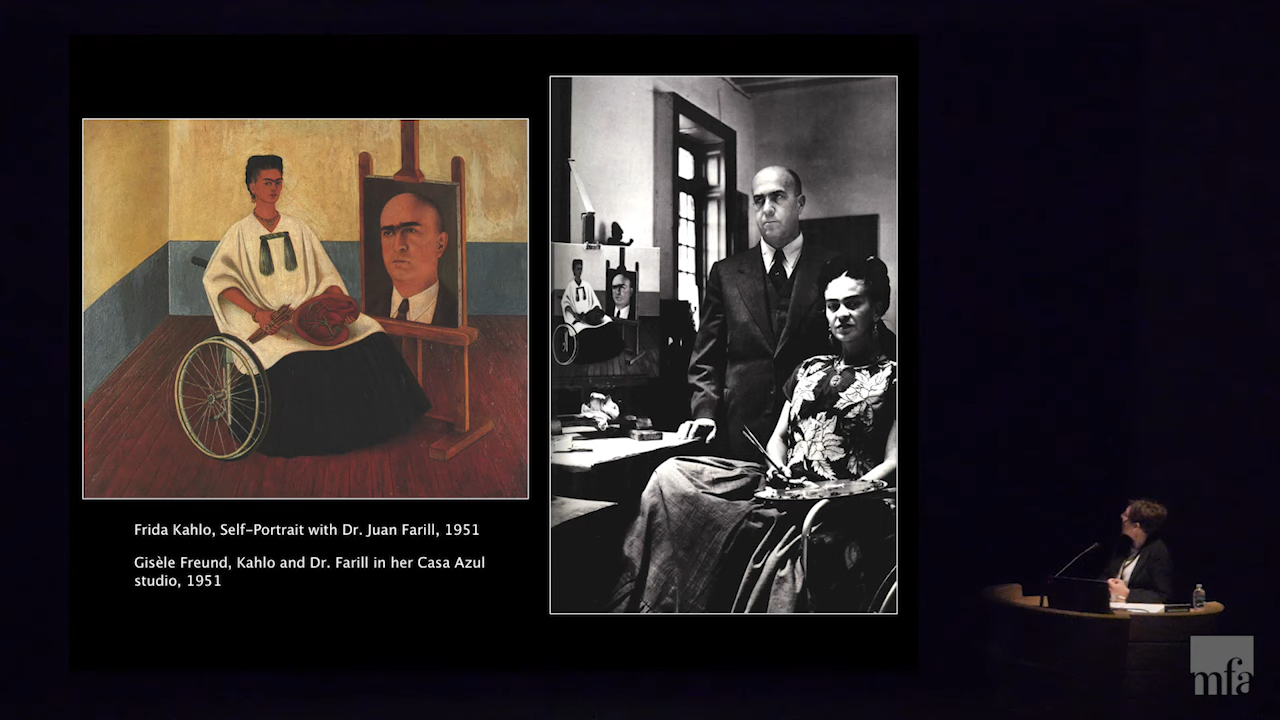 Frida Kahlo, Self-Portrait with Dr. Juan Farill, 1951
Gisèle Freund, Kahlo and Dr. Farill in her Casa Azul
studio, 1951
mfa